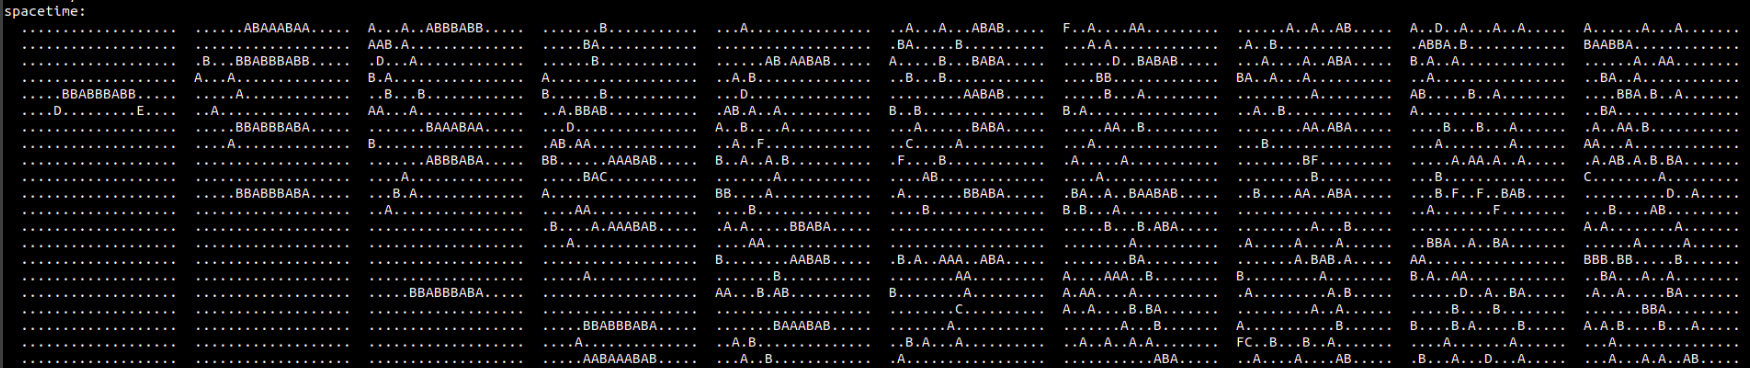 spacetime:
................... ......ABAAABAA..... A...A..ABBBABB..... .......B........... ...A............... ..A...A...ABAB..... F..A....AA......... ......A..A..AB..... A..D..A...A..A..... A......A...A.......
................... ................... AAB.A.............. .....BA............ ................... .BA.....B.......... ...A.A............. .A..B.............. .ABBA.B............ BAABBA.............
................... .B...BBABBBABB..... .D...A............. ......B............ ......AB.AABAB..... A.....B...BABA..... ......D..BABAB..... ...A....A..ABA..... B.A..A............. ......A..AA........
................... A...A.............. B.A................ A.................. ..A.B.............. ..B...B............ ....BB............. BA..A...A.......... ..A................ ..BA..A............
.....BBABBBABB..... .....A............. ..B...B............ B......B........... ...D............... .........AABAB..... .....B...A......... .........A......... AB.....B..A........ ....BBA.B..A.......
....D.........E.... ..A................ AA...A............. ..A.BBAB........... .AB.A..A........... B..B............... B.A................ ..A..B............. A.................. ..BA...............
................... .....BBABBBABA..... .......BAAABAA..... ...D............... A..B....A.......... ...A......BABA..... .....AA..B......... ........AA.ABA..... ....B...B...A...... .A..AAB............
................... ....A.............. B.................. .AB.AA............. ..A..F............. ..C.....A.......... ...A............... ...B............... ...A........A...... AA...A.............
................... ................... .......ABBBABA..... BB......AAABAB..... B..A..A.B.......... .F....B............ .A.....A........... ........BF......... .....A.AA.A..A..... .A.AB.A.B.BA.......
................... ................... ....A.............. .....BAC........... .......A........... ....AB............. ....A.............. .........B......... ...B............... C........A.........
................... .....BBABBBABA..... ...B.A............. A.................. BB....A............ .A.......BBABA..... .BA..A..BAABAB..... ..B....AA..ABA..... ...B.F..F..BAB..... ..........D..A.....
................... ................... ..A................ ....AA............. ....B.............. ....B.............. B.B...A............ ................... ..A.......F........ ...B....AB.........
................... ................... ................... .B....A.AAABAB..... .A.A.....BBABA..... ................... .....B...B.ABA..... .........A...B..... ................... A.A........A.......
................... ................... ................... ...A............... ....AA............. ................... ........A.......... .A.....A....A...... ..BBA..A..BA....... ......A.....A......
................... ................... ................... ................... B........AABAB..... .B.A..AAA..ABA..... ........BA......... .......A.BAB.A..... AA................. BBB.BB.....B.......
................... ................... ................... .....A............. .......B........... ........AA......... A....AAA..B........ B.........A........ B.A..AA............ ..BA...A..A........
................... ................... .....BBABBBABA..... ................... AA...B.AB.......... B........A......... A.AA....A.......... .A.........A.B..... ......D..A..BA..... .A..A.....BA.......
................... ................... ................... ................... ................... ........C.......... A..A....B.BA....... .........A..A...... .....B....B........ .......BBA.........
................... ................... ................... .....BBABBBABA..... .......BAAABAB..... .......A........... .......A...B....... A........A......... B....B.A.....B..... A.A.B....B...A.....
................... ................... ................... ....A.............. ..A.B.............. ..B.A...A.......... ..A..A.A.A......... FC..B...B..A....... ....A.......A...... ...A...............
................... ................... ................... .....AABAAABAB..... ...A..B............ .A................. ...........ABA..... ..A....A....AB..... .B...A...D..A...... ...A...A.A..AB.....